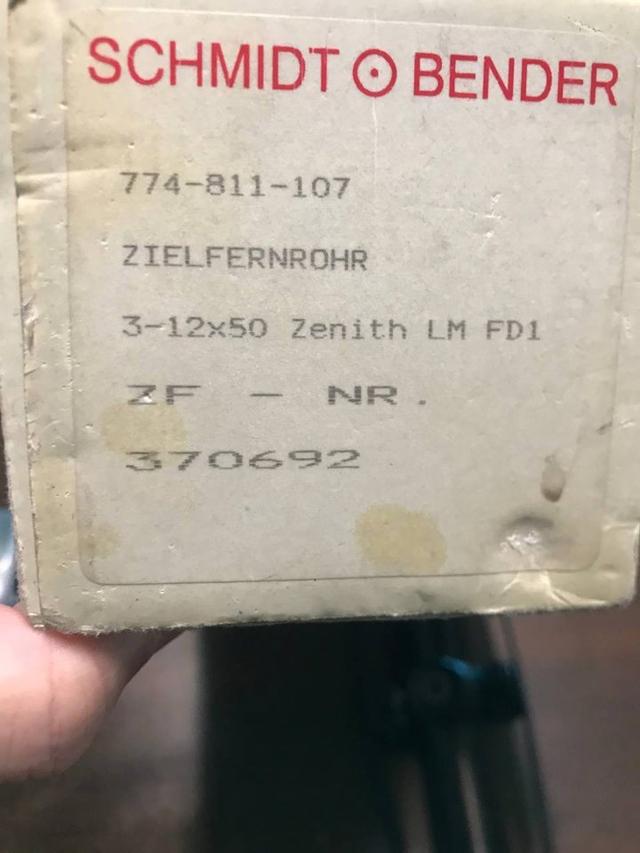 SCHMIDT BENDER
774-811-107
ZIELFERNROHR
3-12x50 Zenith LM FD1
ZF - NR.
370692